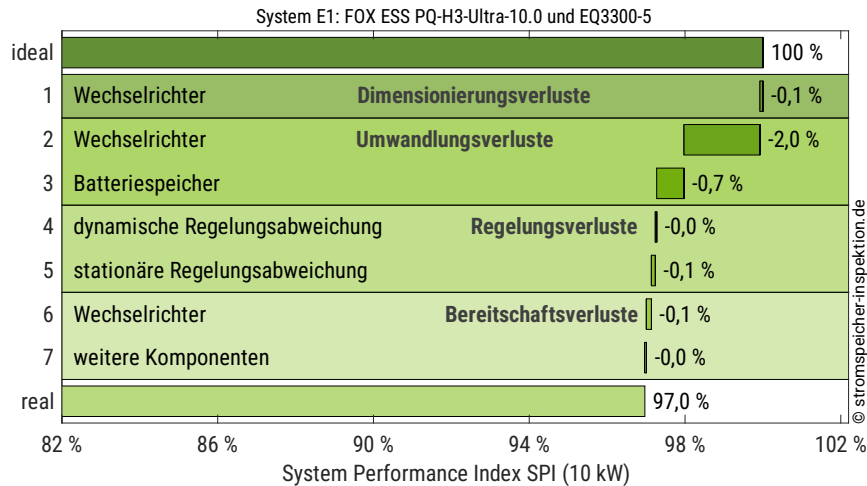 System E1: FOX ESS PQ-H3-Ultra-10.0 und EQ3300-5
ideal 100 %
1 Wechselrichter Dimensionierungsverluste -0,1 %
2 Wechselrichter Umwandlungsverluste -2,0 %
3 Batteriespeicher -0,7 %
4 dynamische Regelungsabweichung Regelungsverluste -0,0 %
5 stationäre Regelungsabweichung -0,1 %
6 Wechselrichter Bereitschaftsverluste -0,1 %
7 weitere Komponenten -0,0 %
real 97,0 %
82 % 86 % 90 % 94 % 98 % 102 %
System Performance Index SPI (10 kW)
© stromspeicher-inspektion.de